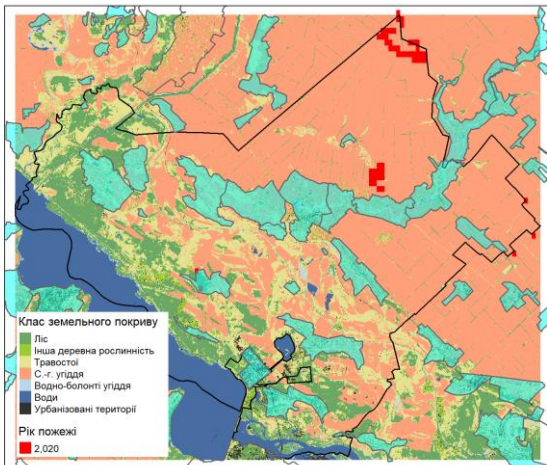 Клас земельного покриву
Ліс
Інша деревна рослинність
Травостої
С.-г. угіддя
Водно-болонті угіддя
Води
Урбанізовані території
Рік пожежі
2,020